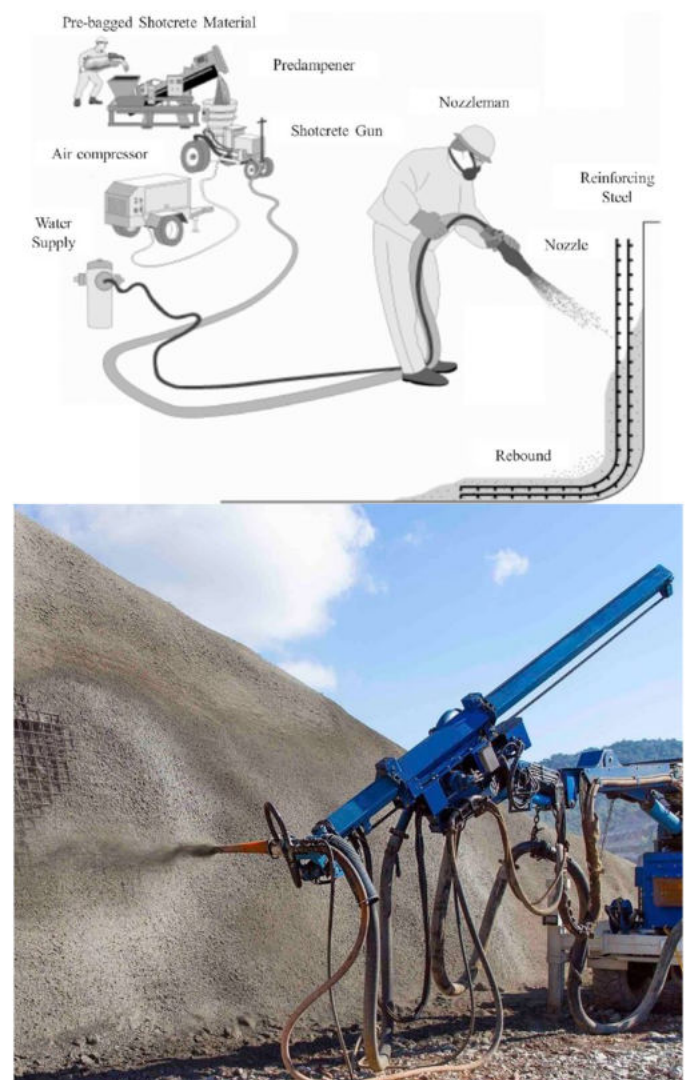 Pre-bagged Shotcrete Material
Predampener
Nozzleman
Shotcrete Gun
Air compressor
Reinforcing
Steel
Water
Supply
Nozzle
Rebound